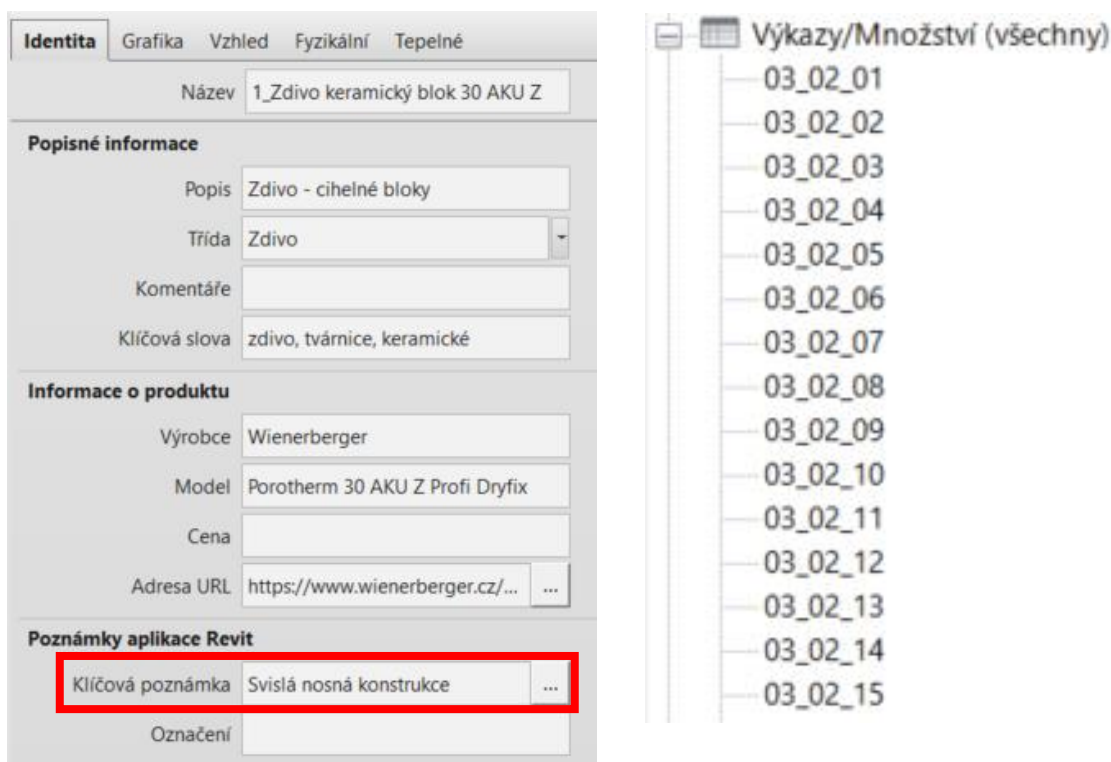 Identita Grafika Vzhled Fyzikální Tepelné
Název 1_Zdivo keramický blok 30 AKU Z
Popisné informace
Popis Zdivo - cihelné bloky
Třída Zdivo
Komentáře
Klíčová slova zdivo, tvárnice, keramické
Informace o produktu
Výrobce Wienerberger
Model Porotherm 30 AKU Z Profi Dryfix
Cena
Adresa URL https://www.wienerberger.cz/... ...
Poznámky aplikace Revit
Klíčová poznámka Svislá nosná konstrukce ...
Označení
Výkazy/Množství (všechny)
03_02_01
03_02_02
03_02_03
03_02_04
03_02_05
03_02_06
03_02_07
03_02_08
03_02_09
03_02_10
03_02_11
03_02_12
03_02_13
03_02_14
03_02_15